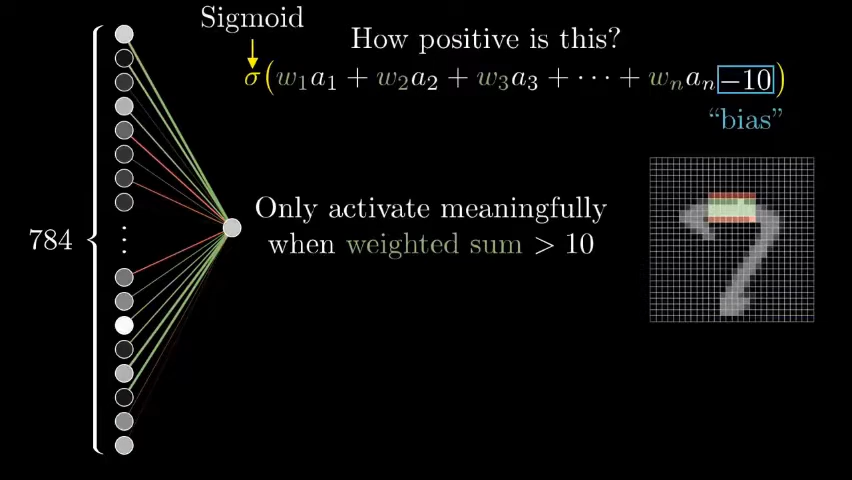 Sigmoid
How positive is this?
σ(w₁a₁ + w₂a₂ + w₃a₃ + ⋯ + wₙaₙ −10)
“bias”
Only activate meaningfully
when weighted sum > 10
784